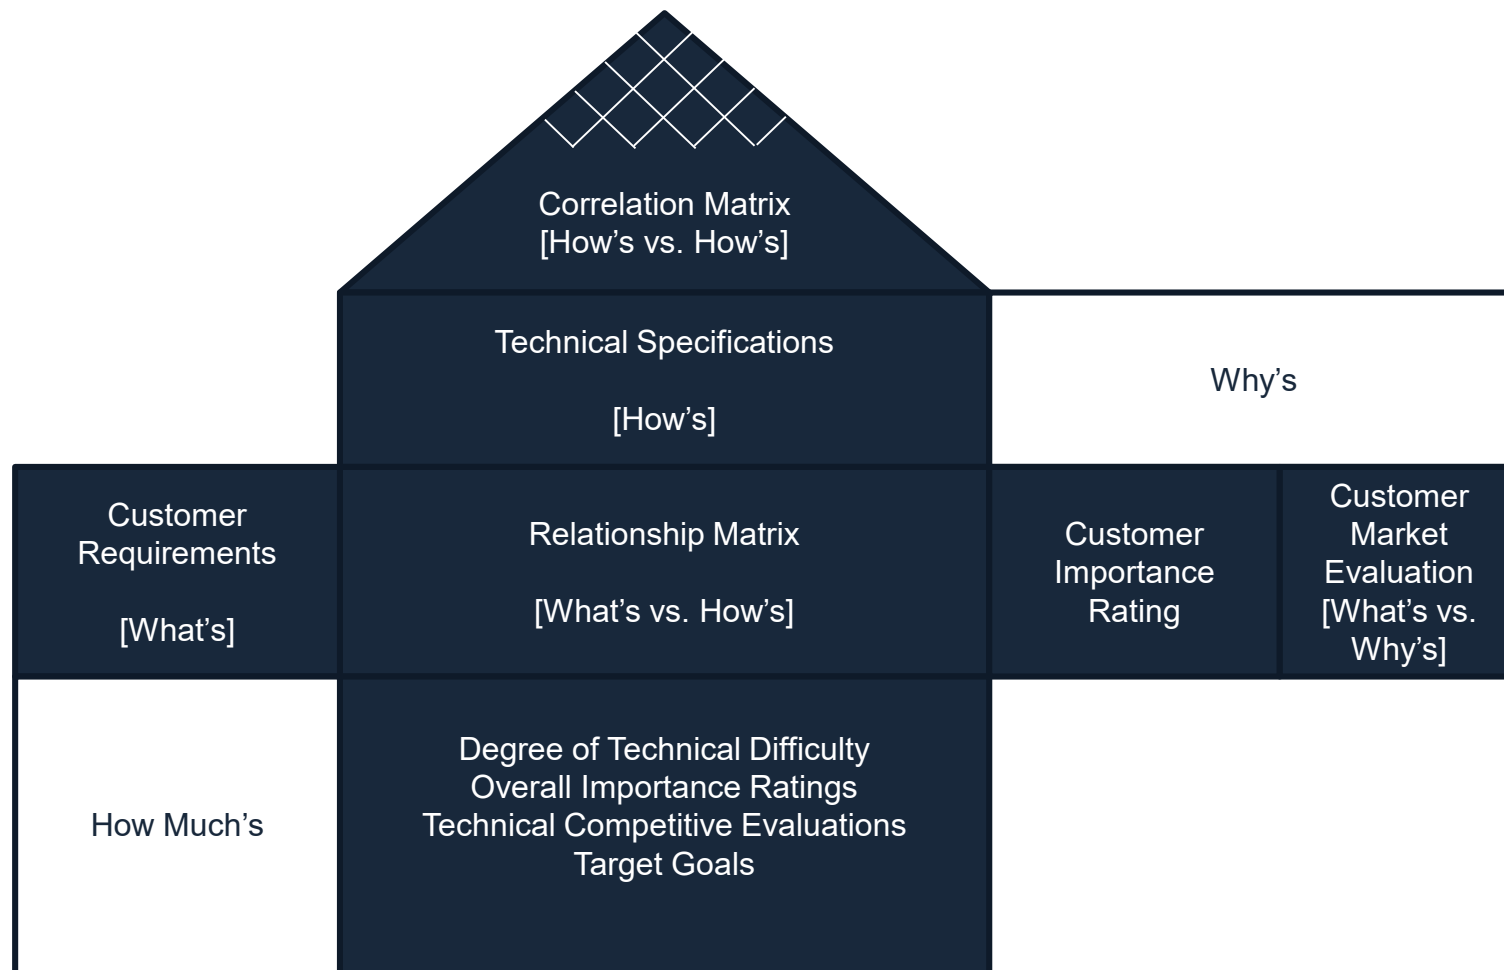 Correlation Matrix
[How’s vs. How’s]
Technical Specifications
[How’s]
Why’s
Customer
Requirements
[What’s]
Relationship Matrix
[What’s vs. How’s]
Customer
Importance
Rating
Customer
Market
Evaluation
[What’s vs.
Why’s]
How Much’s
Degree of Technical Difficulty
Overall Importance Ratings
Technical Competitive Evaluations
Target Goals